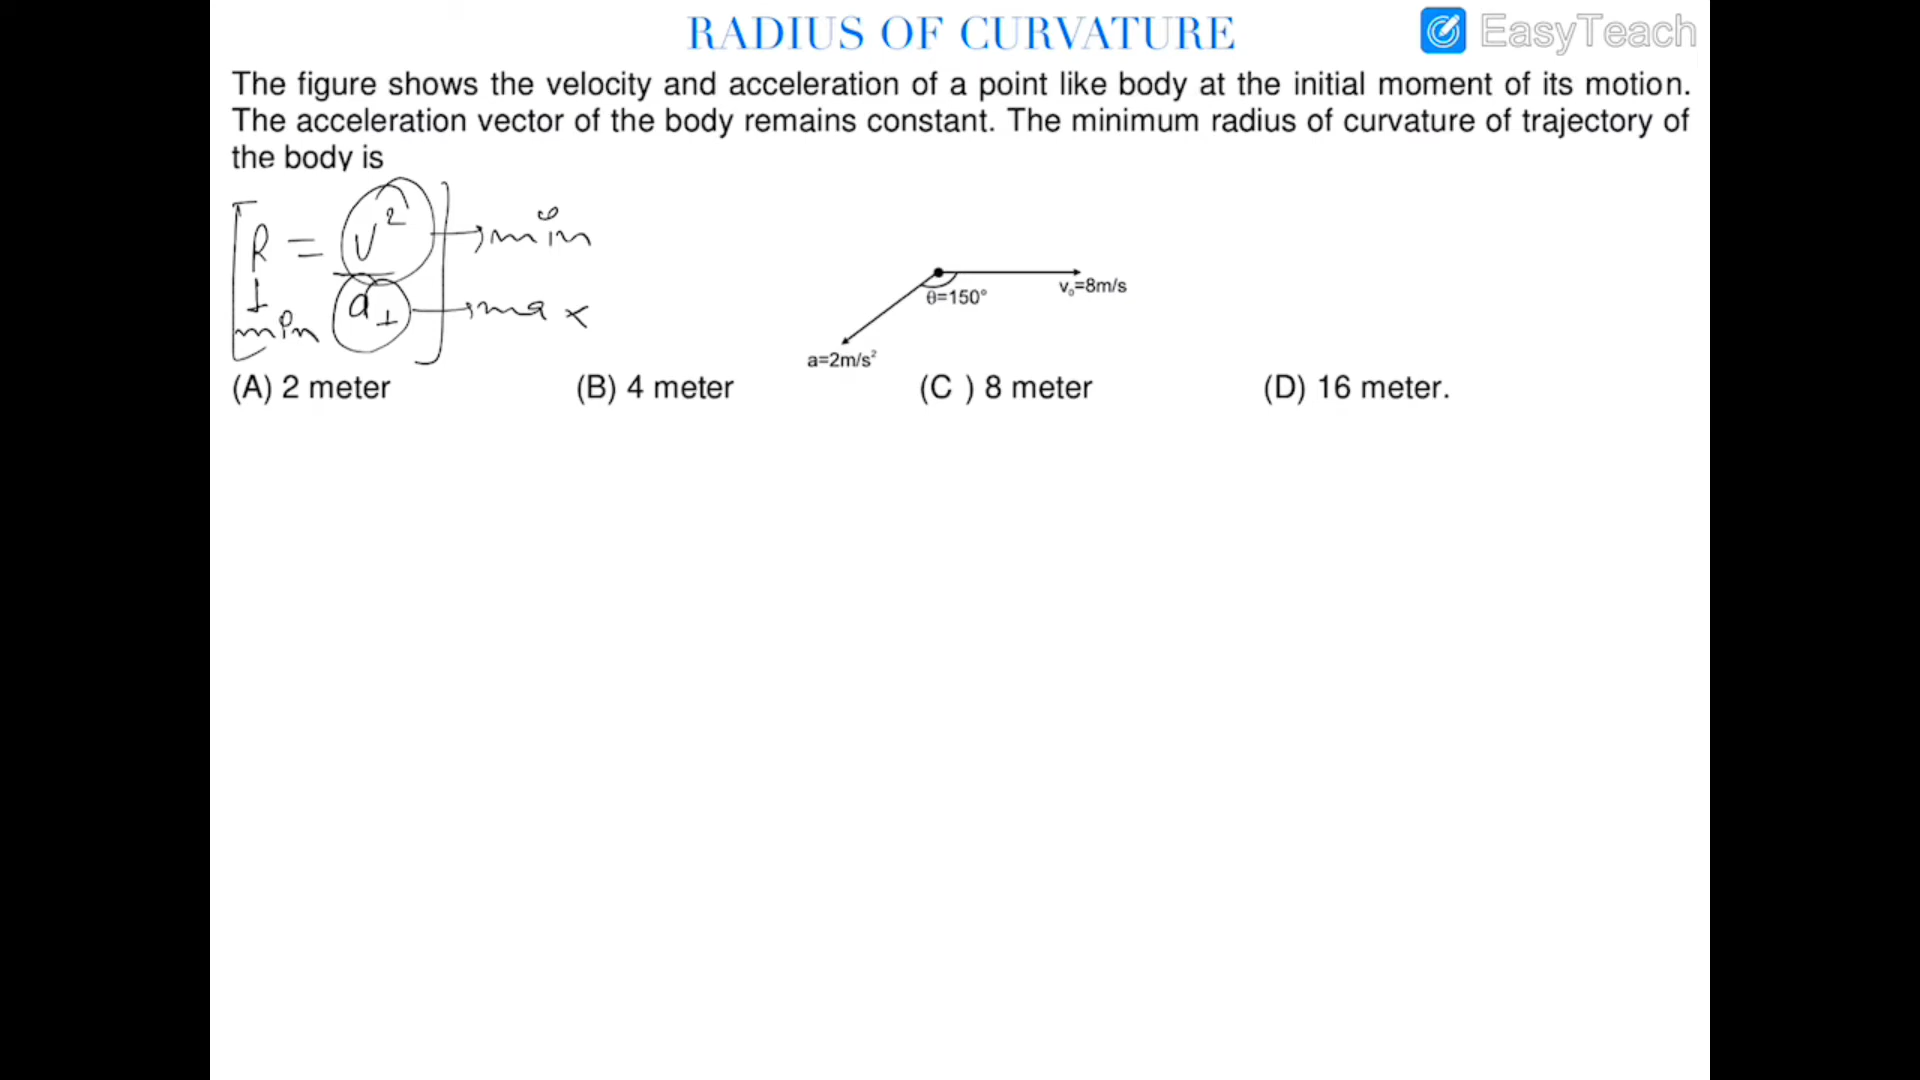 RADIUS OF CURVATURE
EasyTeach
The figure shows the velocity and acceleration of a point like body at the initial moment of its motion.
The acceleration vector of the body remains constant. The minimum radius of curvature of trajectory of
the body is
R = v² → min
min a⊥ → max
θ=150°
v₀=8m/s
a=2m/s²
(A) 2 meter (B) 4 meter (C ) 8 meter (D) 16 meter.